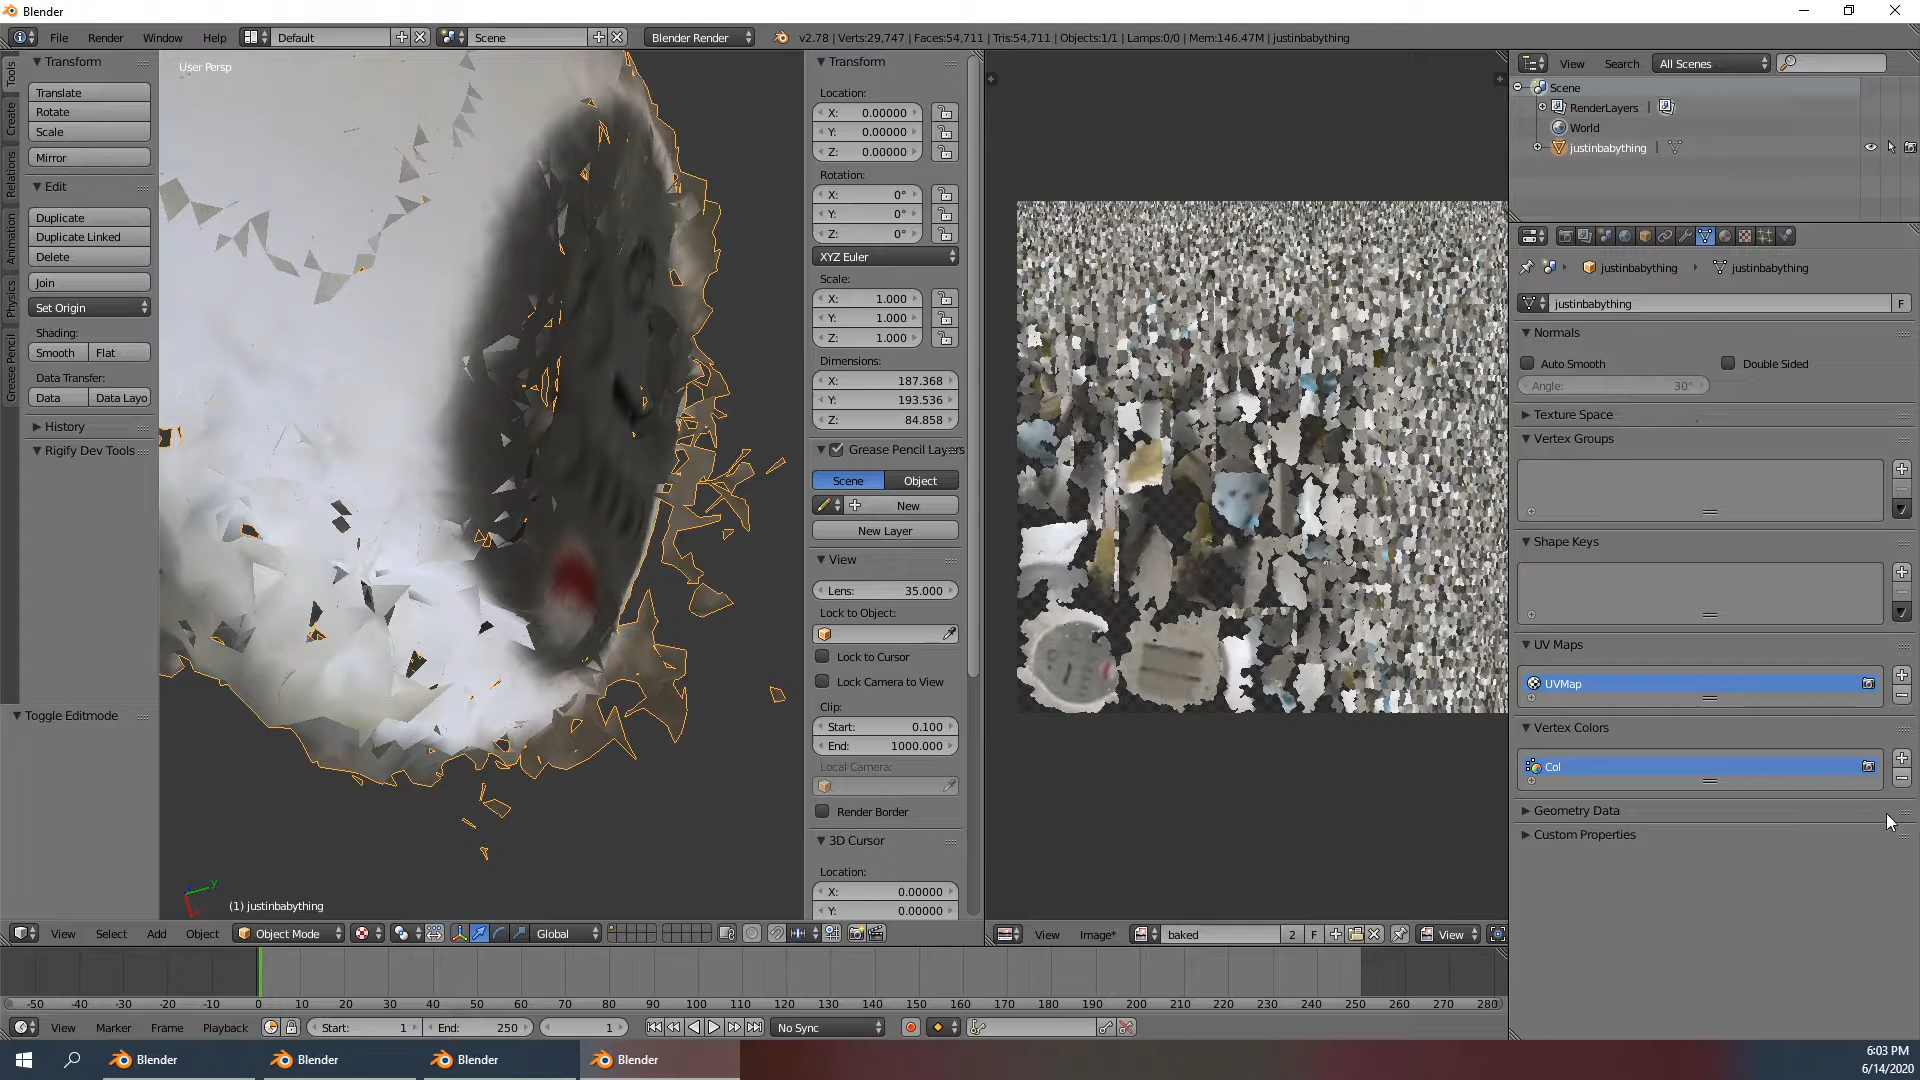 Blender
File Render Window Help Default Scene Blender Render v2.78 | Verts:29,747 | Faces:54,711 | Tris:54,711 | Objects:1/1 | Lamps:0/0 | Mem:146.47M | justinbabything
Tools
Create
Relations
Animation
Physics
Grease Pencil
Transform
Translate
Rotate
Scale
Mirror
Edit
Duplicate
Duplicate Linked
Delete
Join
Set Origin
Shading:
Smooth Flat
Data Transfer:
Data Data Layo
History
Rigify Dev Tools
Toggle Editmode
User Persp
(1) justinbabything
Transform
Location:
X: 0.00000
Y: 0.00000
Z: 0.00000
Rotation:
X: 0°
Y: 0°
Z: 0°
XYZ Euler
Scale:
X: 1.000
Y: 1.000
Z: 1.000
Dimensions:
X: 187.368
Y: 193.536
Z: 84.858
Grease Pencil Layers
Scene Object
New
New Layer
View
Lens: 35.000
Lock to Object:
Lock to Cursor
Lock Camera to View
Clip:
Start: 0.100
End: 1000.000
Local Camera:
Render Border
3D Cursor
Location:
X: 0.00000
Y: 0.00000
View Search All Scenes
Scene
RenderLayers |
World
justinbabything |
justinbabything justinbabything
justinbabything F
Normals
Auto Smooth Double Sided
Angle: 30°
Texture Space
Vertex Groups
Shape Keys
UV Maps
UVMap
Vertex Colors
Col
Geometry Data
Custom Properties
View Select Add Object Object Mode Global
View Image* baked 2 F View
-50 -40 -30 -20 -10 0 10 20 30 40 50 60 70 80 90 100 110 120 130 140 150 160 170 180 190 200 210 220 230 240 250 260 270 280
View Marker Frame Playback Start: 1 End: 250 1 No Sync
Blender Blender Blender Blender
6:03 PM
6/14/2020